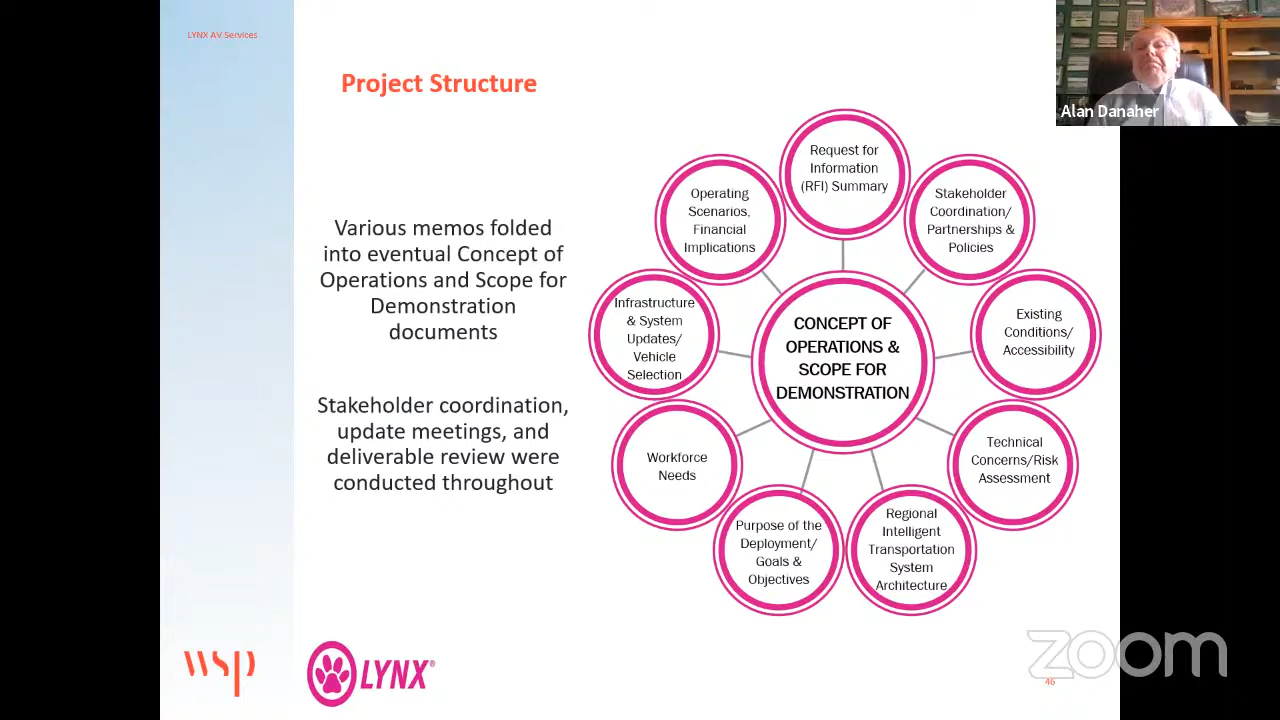 LYNX AV Services
Project Structure
Various memos folded
into eventual Concept of
Operations and Scope for
Demonstration
documents
Stakeholder coordination,
update meetings, and
deliverable review were
conducted throughout
Request for
Information
(RFI) Summary
Stakeholder
Coordination/
Partnerships &
Policies
Existing
Conditions/
Accessibility
Technical
Concerns/Risk
Assessment
Regional
Intelligent
Transportation
System
Architecture
Purpose of the
Deployment/
Goals &
Objectives
Workforce
Needs
Infrastructure
& System
Updates/
Vehicle
Selection
Operating
Scenarios,
Financial
Implications
CONCEPT OF
OPERATIONS &
SCOPE FOR
DEMONSTRATION
Alan Danaher
wsp
LYNX®
zoom
46